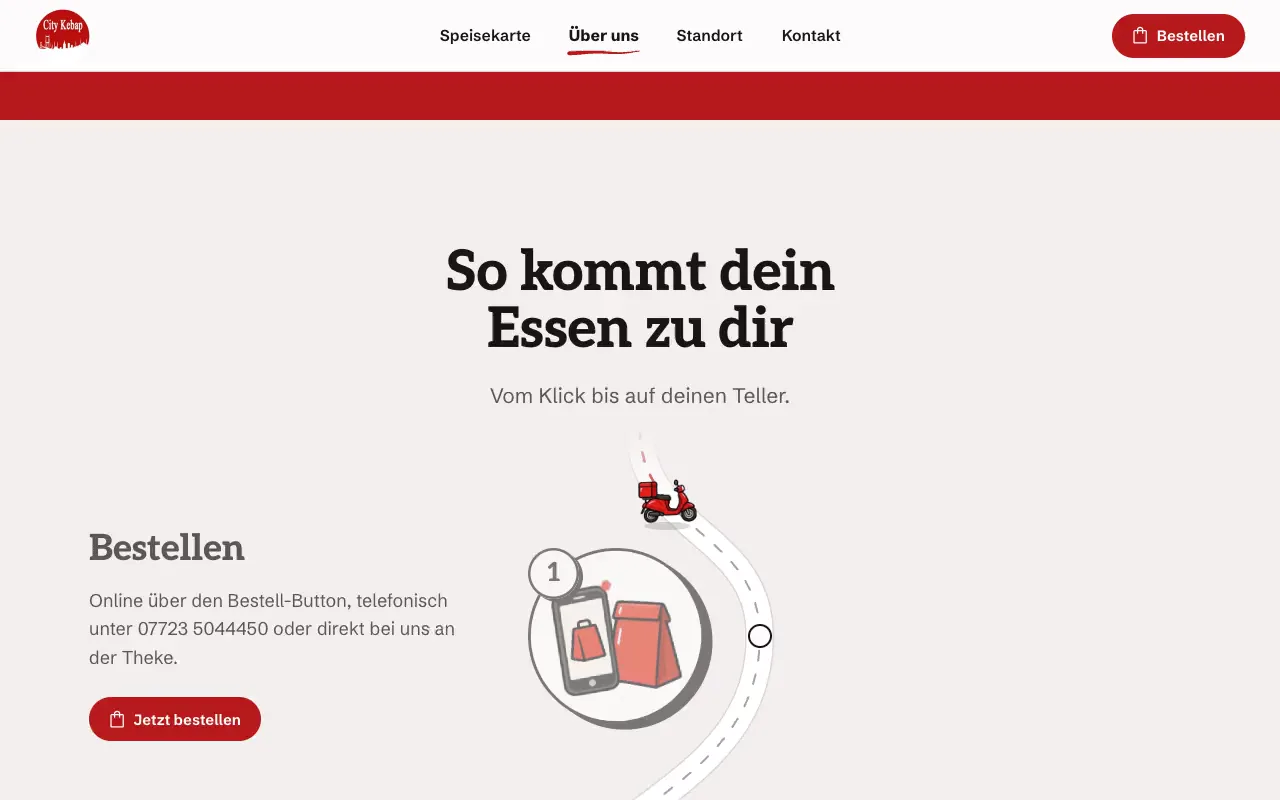 City Kebap
Speisekarte
Über uns
Standort
Kontakt
Bestellen
So kommt dein
Essen zu dir
Vom Klick bis auf deinen Teller.
Bestellen
Online über den Bestell-Button, telefonisch
unter 07723 5044450 oder direkt bei uns an
der Theke.
Jetzt bestellen
1